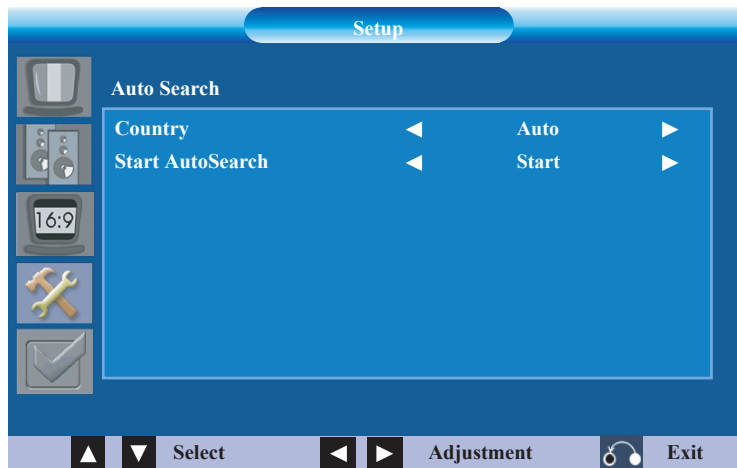 Setup
Auto Search
Country ◀ Auto ▶
Start AutoSearch ◀ Start ▶
16:9
▲ ▼ Select ◀ ▶ Adjustment Exit